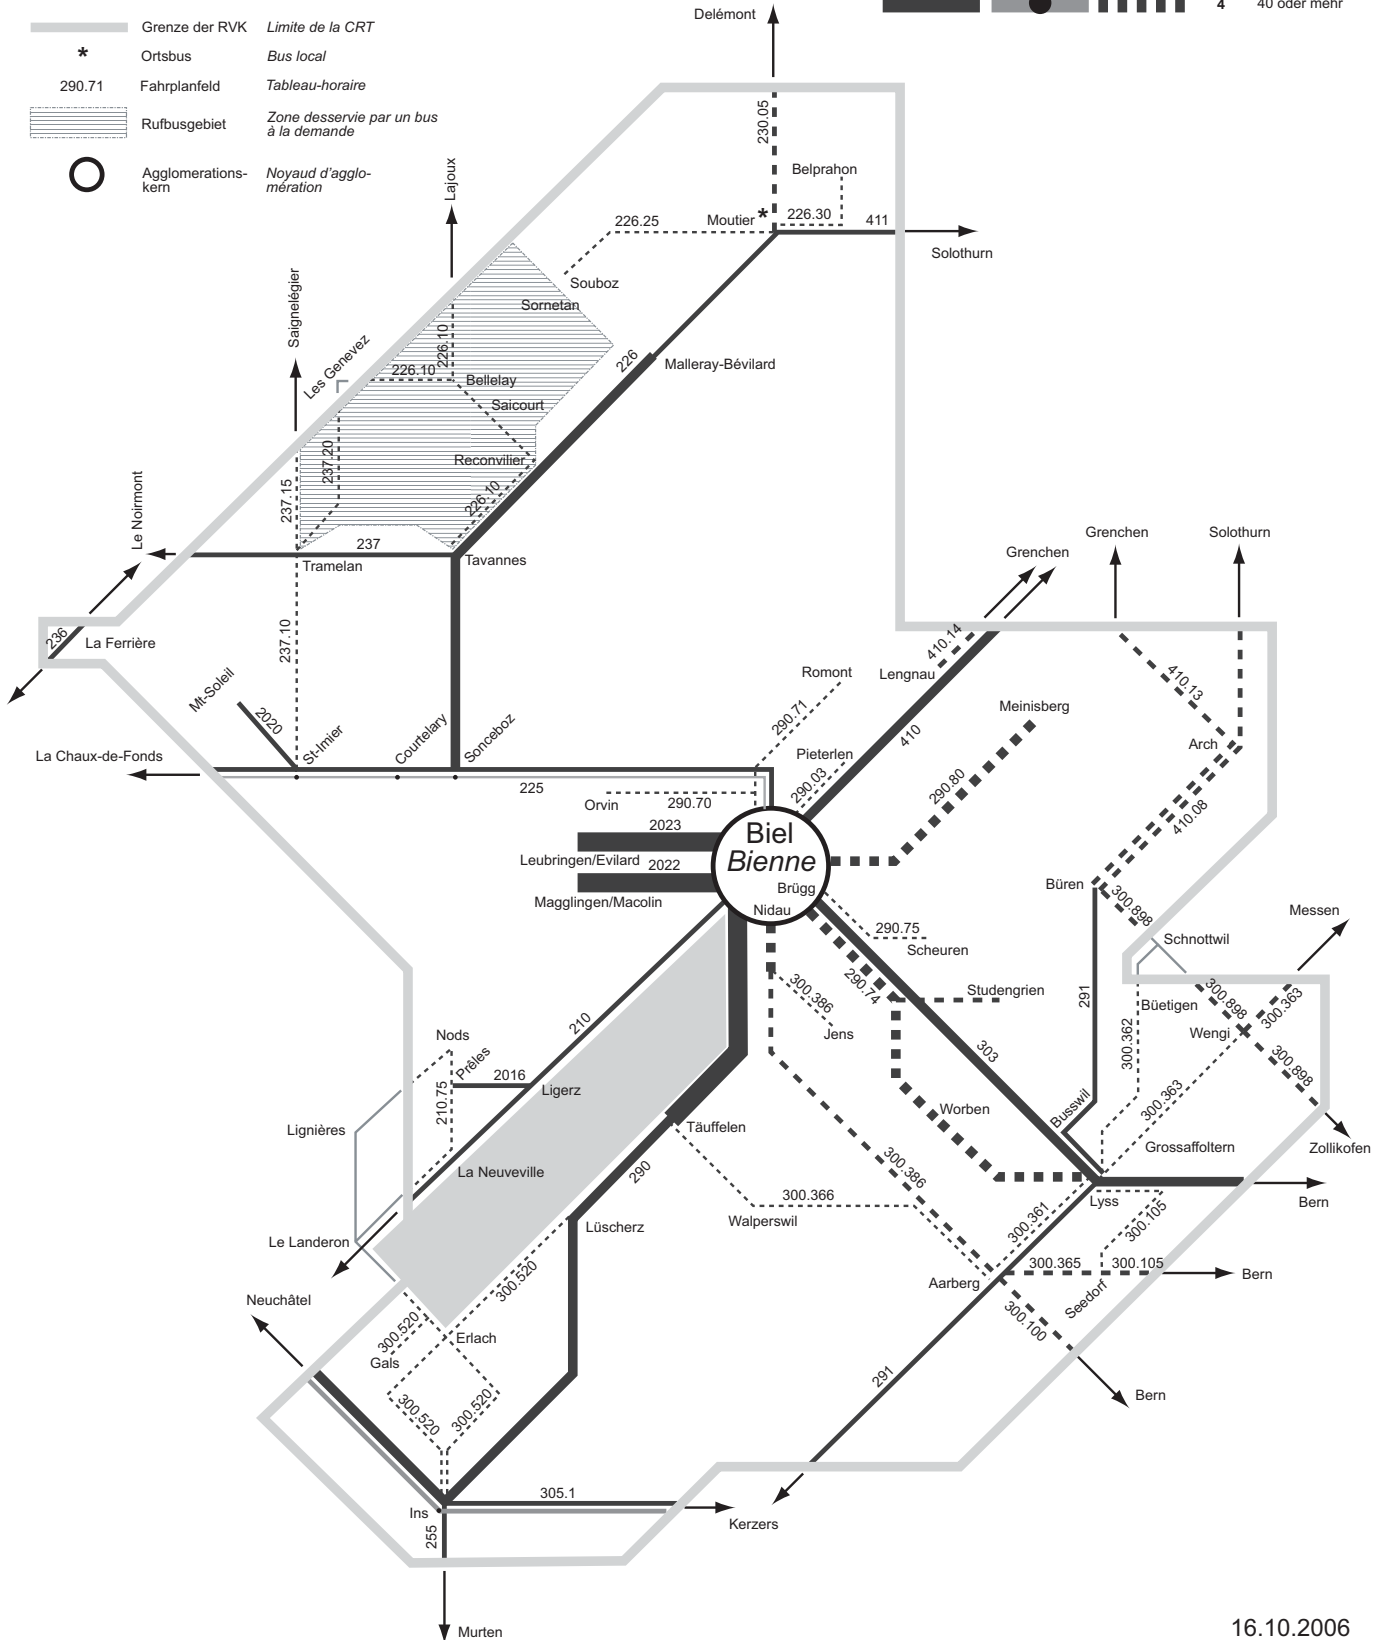 Delémont
4 40 oder mehr
Grenze der RVK Limite de la CRT
* Ortsbus Bus local
290.71 Fahrplanfeld Tableau-horaire
Rufbusgebiet Zone desservie par un bus
à la demande
Agglomerations- Noyaud d'agglo-
kern mération
230.05
Belprahon
Lajoux
226.25
Moutier *
226.30
411
Solothurn
Souboz
Sornetan
Saignelégier
Les Genevez
226.10
226.10
226
Malleray-Bévilard
Bellelay
Saicourt
237.20
Reconvilier
237.15
226.10
Le Noirmont
237
Tramelan
Tavannes
Grenchen
Grenchen
Solothurn
236
La Ferrière
237.10
410.14
Lengnau
Romont
410.13
Mt-Soleil
2020
St-Imier
Courtelary
Sonceboz
290.71
Meinisberg
410
Arch
La Chaux-de-Fonds
Pieterlen
225
290.03
290.80
Orvin
290.70
410.08
2023
Biel
Bienne
Leubringen/Evilard
2022
Magglingen/Macolin
Brügg
Nidau
Büren
300.898
Messen
290.75
Scheuren
Schnottwil
290.74
300.386
Studengrien
291
Büetigen
300.898
300.363
210
Jens
Wengi
Nods
Prêles
2016
Ligerz
303
300.362
300.898
210.75
Worben
Busswil
300.363
Lignières
Täuffelen
Grossaffoltern
Zollikofen
La Neuveville
290
300.386
300.366
Walperswil
Lyss
Bern
300.361
300.105
Lüscherz
Le Landeron
300.520
Aarberg
300.365
300.105
Bern
Seedorf
Neuchâtel
300.520
Erlach
Gals
300.100
300.520
300.520
291
Bern
305.1
Ins
Kerzers
255
Murten
16.10.2006